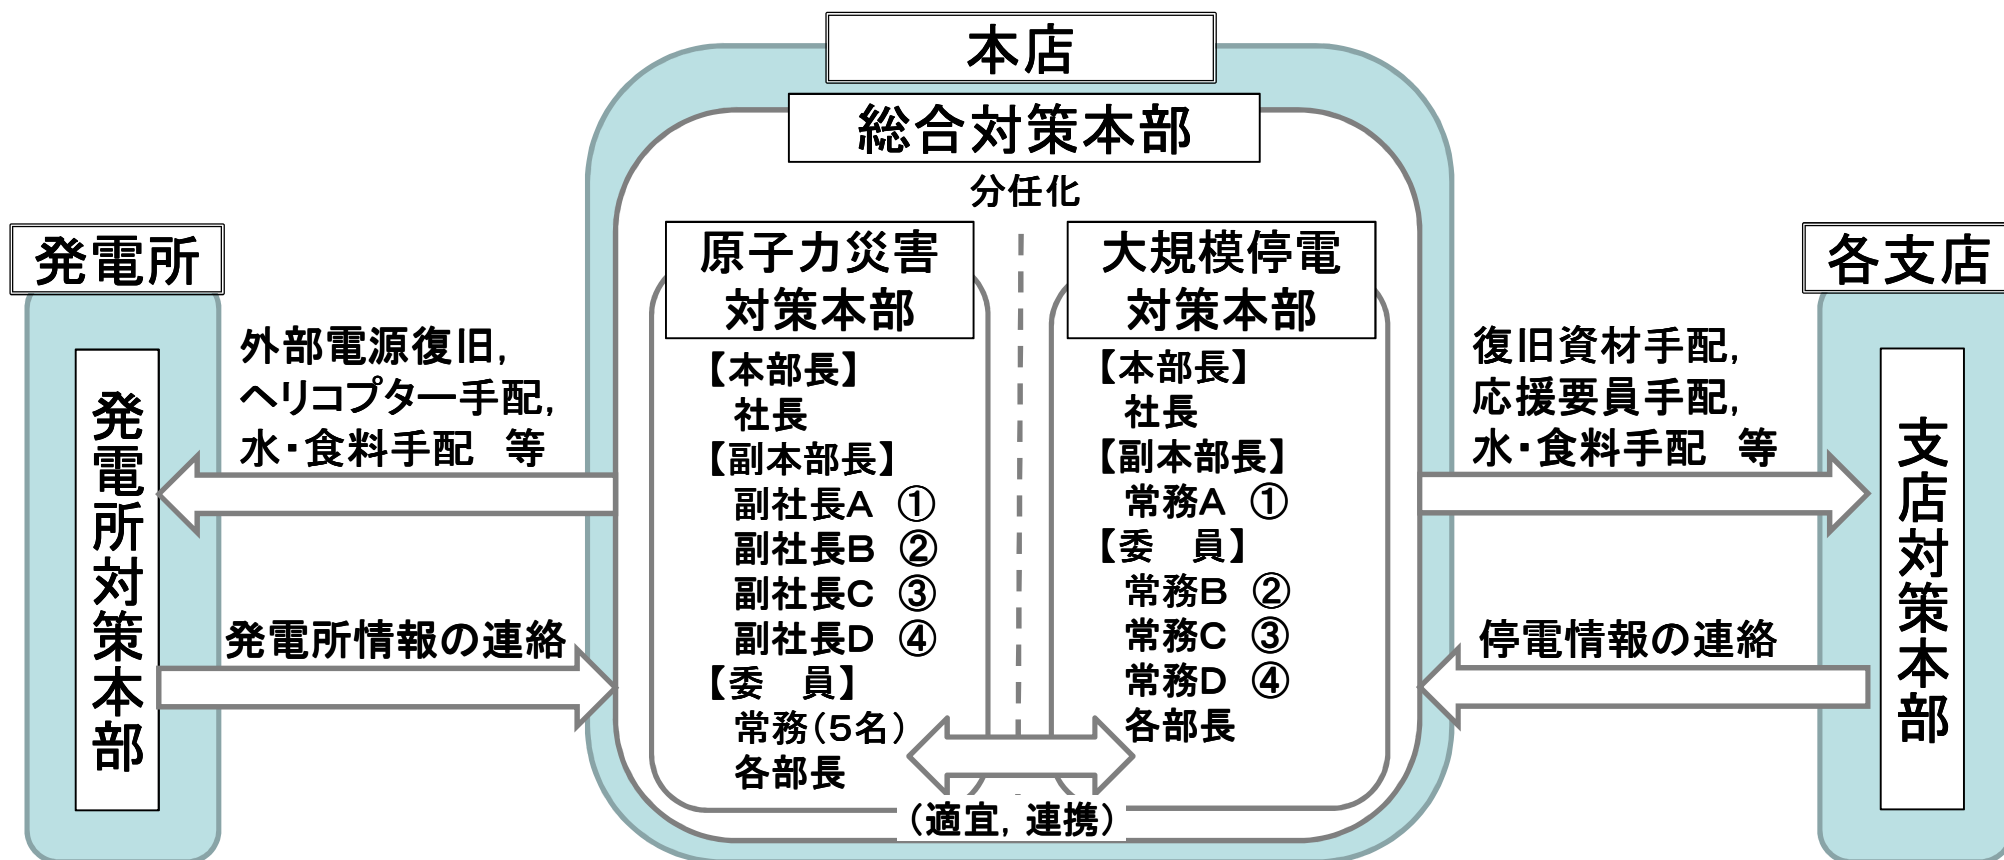 本店
総合対策本部
分任化
発電所
発電所対策本部
外部電源復旧,
ヘリコプター手配,
水・食料手配　等
発電所情報の連絡
原子力災害
対策本部
【本部長】
社長
【副本部長】
副社長A　①
副社長B　②
副社長C　③
副社長D　④
【委　員】
常務(5名)
各部長
大規模停電
対策本部
【本部長】
社長
【副本部長】
常務A　①
【委　員】
常務B　②
常務C　③
常務D　④
各部長
(適宜, 連携)
復旧資材手配,
応援要員手配,
水・食料手配　等
停電情報の連絡
各支店
支店対策本部